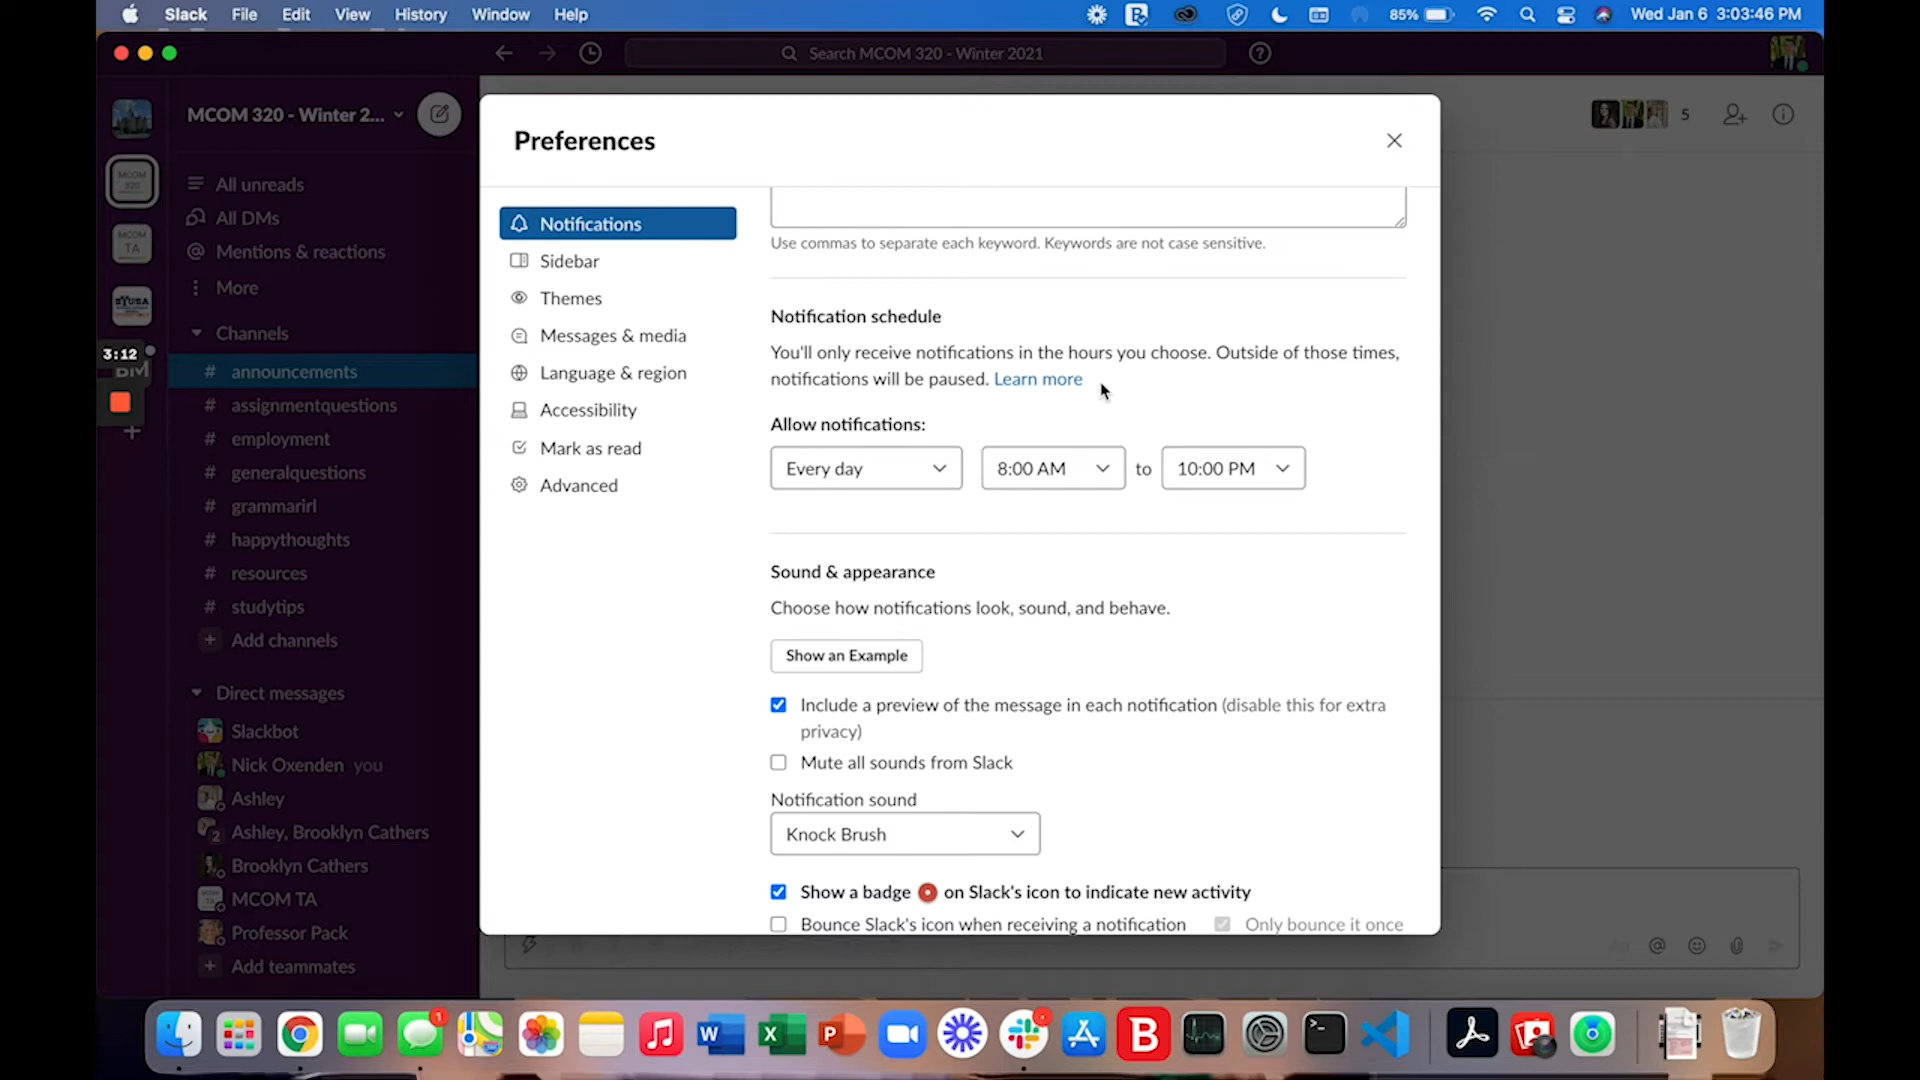 Slack File Edit View History Window Help
85% Wed Jan 6 3:03:46 PM
Search MCOM 320 - Winter 2021
MCOM 320 - Winter 2...
5
Preferences
MCOM
320
MCOM
TA
BYUSA
3:12
All unreads
All DMs
Mentions & reactions
More
Channels
# announcements
# assignmentquestions
# employment
# generalquestions
# grammarirl
# happythoughts
# resources
# studytips
+ Add channels
Direct messages
Slackbot
Nick Oxenden you
Ashley
2 Ashley, Brooklyn Cathers
Brooklyn Cathers
MCOM TA
Professor Pack
+ Add teammates
Notifications
Sidebar
Themes
Messages & media
Language & region
Accessibility
Mark as read
Advanced
Use commas to separate each keyword. Keywords are not case sensitive.
Notification schedule
You'll only receive notifications in the hours you choose. Outside of those times,
notifications will be paused. Learn more
Allow notifications:
Every day 8:00 AM to 10:00 PM
Sound & appearance
Choose how notifications look, sound, and behave.
Show an Example
Include a preview of the message in each notification (disable this for extra
privacy)
Mute all sounds from Slack
Notification sound
Knock Brush
Show a badge on Slack's icon to indicate new activity
Bounce Slack's icon when receiving a notification Only bounce it once
1
W X P B